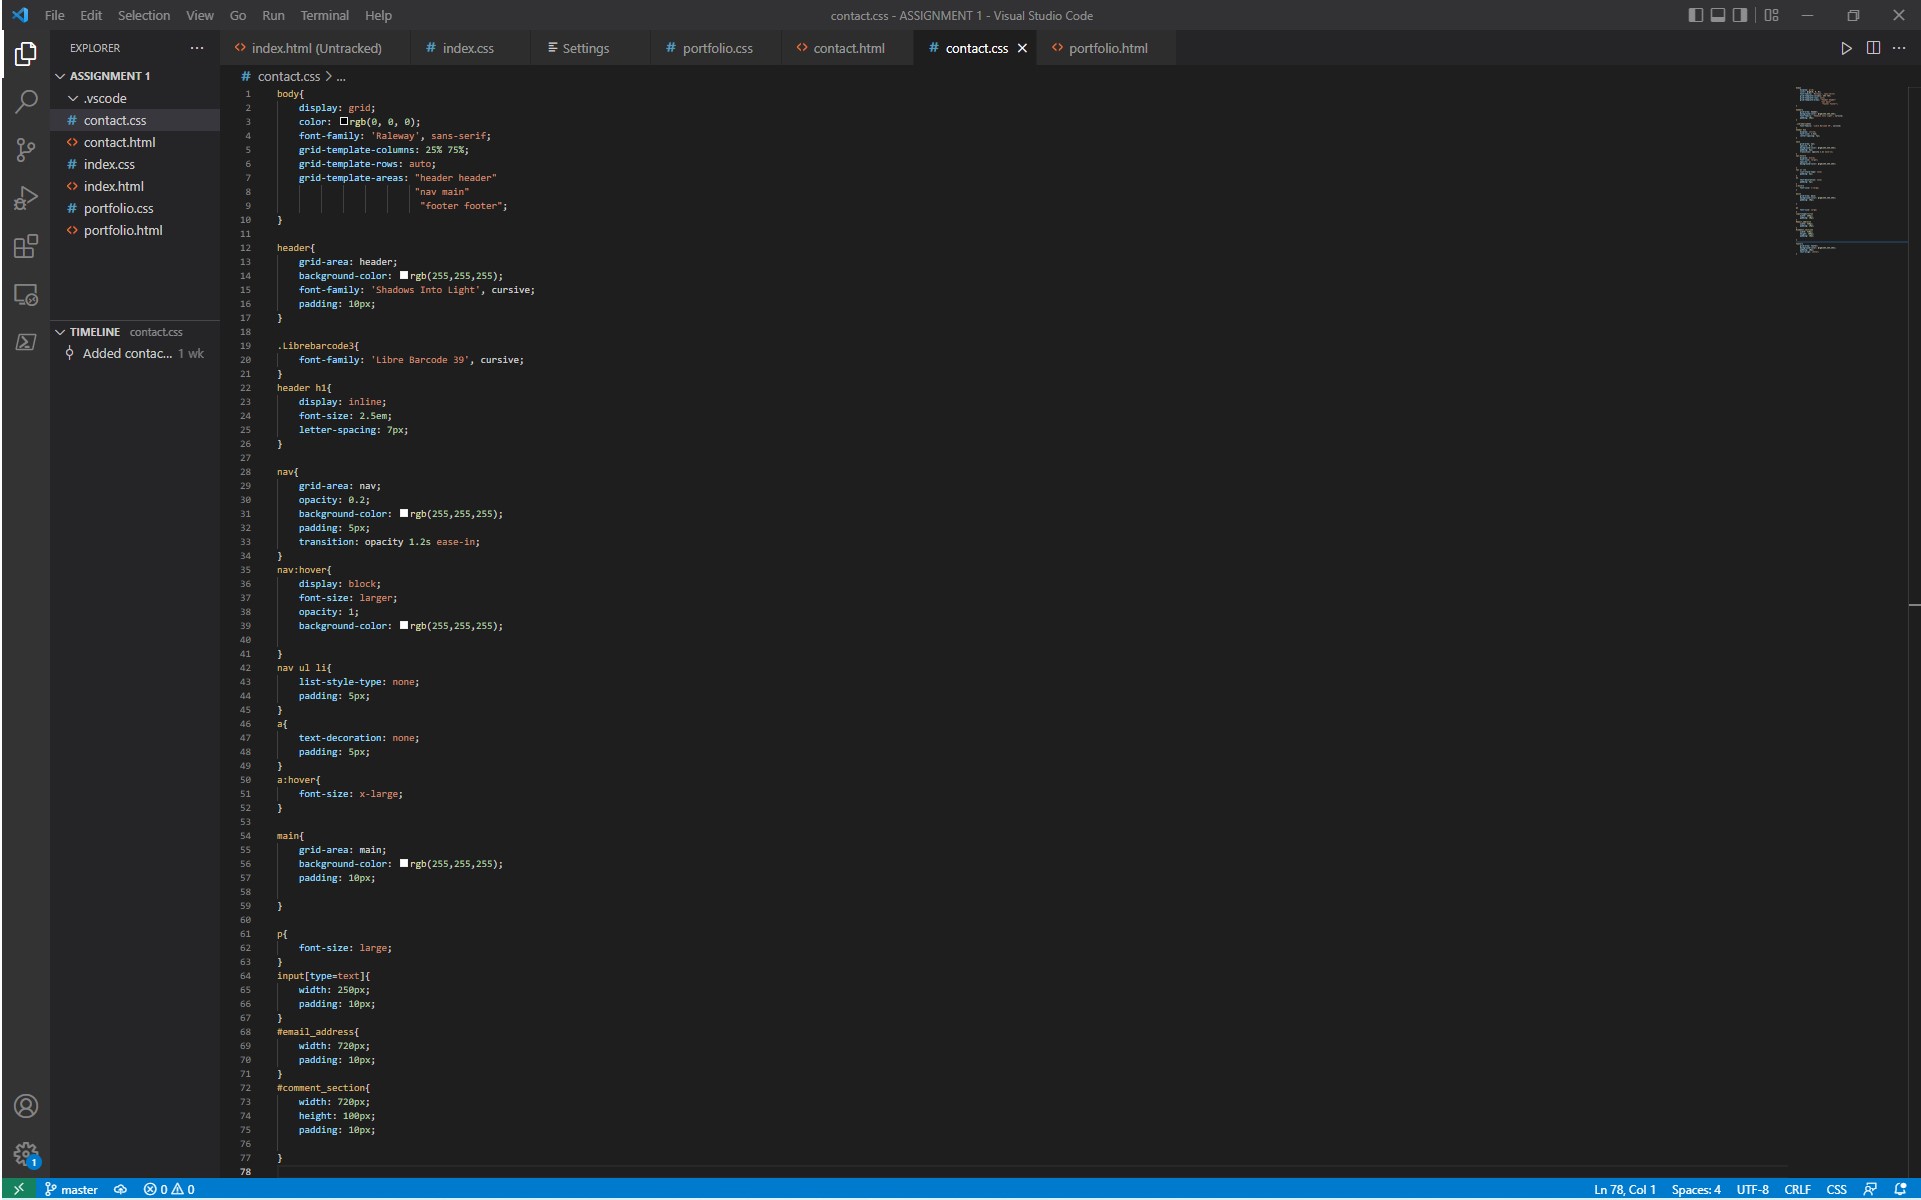 File Edit Selection View Go Run Terminal Help
contact.css - ASSIGNMENT 1 - Visual Studio Code
EXPLORER
index.html (Untracked)
index.css
Settings
portfolio.css
contact.html
contact.css
portfolio.html
ASSIGNMENT 1
.vscode
# contact.css
<> contact.html
# index.css
<> index.html
# portfolio.css
<> portfolio.html
TIMELINE contact.css
Added contac... 1 wk
# contact.css > ...
1 body{
2 display: grid;
3 color: rgb(0, 0, 0);
4 font-family: 'Raleway', sans-serif;
5 grid-template-columns: 25% 75%;
6 grid-template-rows: auto;
7 grid-template-areas: "header header"
8 "nav main"
9 "footer footer";
10 }
11
12 header{
13 grid-area: header;
14 background-color: rgb(255,255,255);
15 font-family: 'Shadows Into Light', cursive;
16 padding: 10px;
17 }
18
19 .Librebarcode3{
20 font-family: 'Libre Barcode 39', cursive;
21 }
22 header h1{
23 display: inline;
24 font-size: 2.5em;
25 letter-spacing: 7px;
26 }
27
28 nav{
29 grid-area: nav;
30 opacity: 0.2;
31 background-color: rgb(255,255,255);
32 padding: 5px;
33 transition: opacity 1.2s ease-in;
34 }
35 nav:hover{
36 display: block;
37 font-size: larger;
38 opacity: 1;
39 background-color: rgb(255,255,255);
40
41 }
42 nav ul li{
43 list-style-type: none;
44 padding: 5px;
45 }
46 a{
47 text-decoration: none;
48 padding: 5px;
49 }
50 a:hover{
51 font-size: x-large;
52 }
53
54 main{
55 grid-area: main;
56 background-color: rgb(255,255,255);
57 padding: 10px;
58
59 }
60
61 p{
62 font-size: large;
63 }
64 input[type=text]{
65 width: 250px;
66 padding: 10px;
67 }
68 #email_address{
69 width: 720px;
70 padding: 10px;
71 }
72 #comment_section{
73 width: 720px;
74 height: 100px;
75 padding: 10px;
76
77 }
78
1
master 0 0
Ln 78, Col 1 Spaces: 4 UTF-8 CRLF CSS